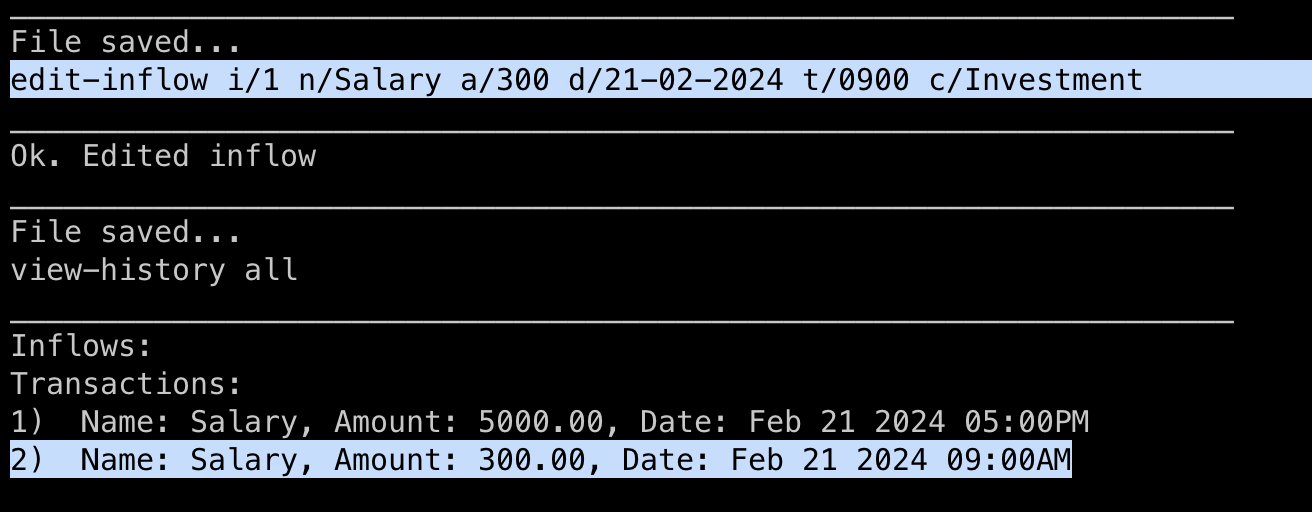 File saved...
edit-inflow i/1 n/Salary a/300 d/21-02-2024 t/0900 c/Investment
Ok. Edited inflow
File saved...
view-history all
Inflows:
Transactions:
1)  Name: Salary, Amount: 5000.00, Date: Feb 21 2024 05:00PM
2)  Name: Salary, Amount: 300.00, Date: Feb 21 2024 09:00AM